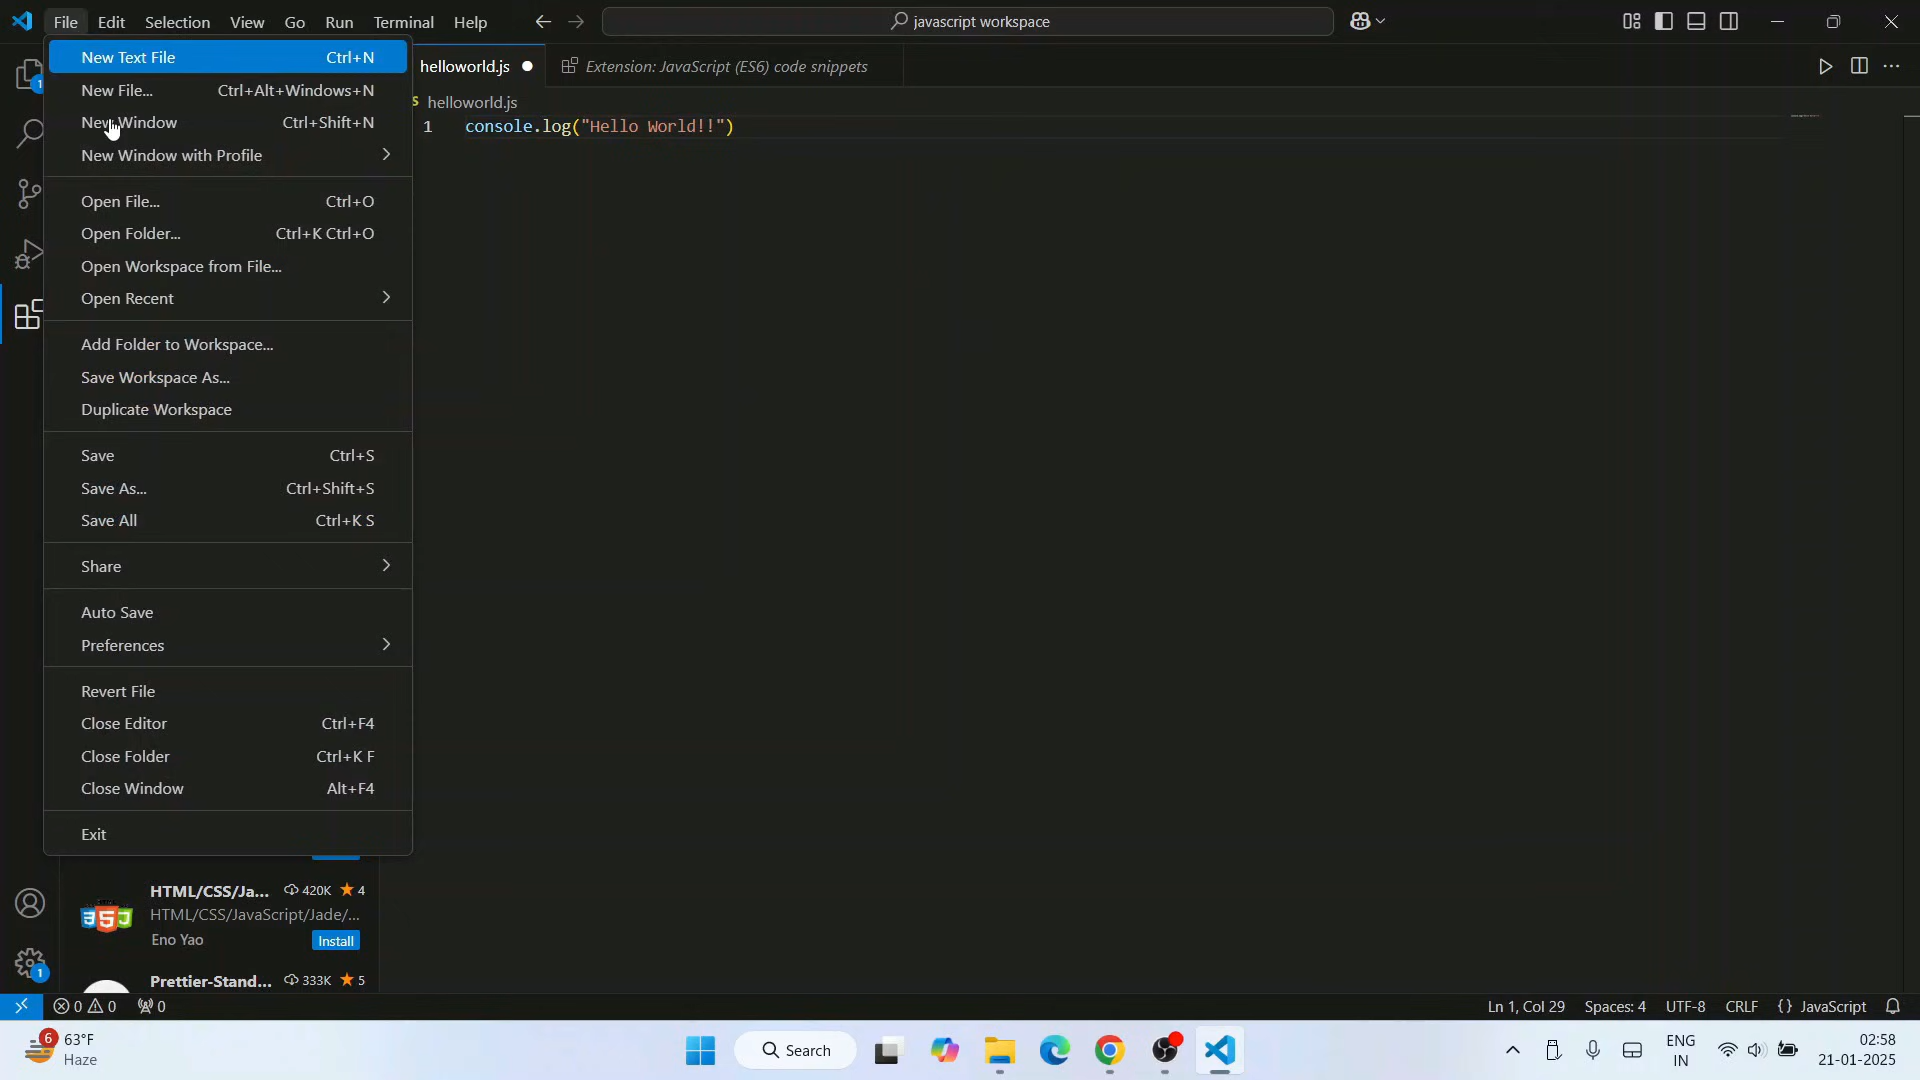 File Edit Selection View Go Run Terminal Help
javascript workspace
New Text File Ctrl+N
New File... Ctrl+Alt+Windows+N
New Window Ctrl+Shift+N
New Window with Profile
Open File... Ctrl+O
Open Folder... Ctrl+K Ctrl+O
Open Workspace from File...
Open Recent
Add Folder to Workspace...
Save Workspace As...
Duplicate Workspace
Save Ctrl+S
Save As... Ctrl+Shift+S
Save All Ctrl+K S
Share
Auto Save
Preferences
Revert File
Close Editor Ctrl+F4
Close Folder Ctrl+K F
Close Window Alt+F4
Exit
helloworld.js
Extension: JavaScript (ES6) code snippets
helloworld.js
1 console.log("Hello World!!")
1
HTML/CSS/Ja... 420K ★ 4
HTML/CSS/JavaScript/Jade/...
Eno Yao Install
Prettier-Stand... 333K ★ 5
1
0 0 0
Ln 1, Col 29 Spaces: 4 UTF-8 CRLF {} JavaScript
6 63°F
Haze
Search
ENG
IN
02:58
21-01-2025